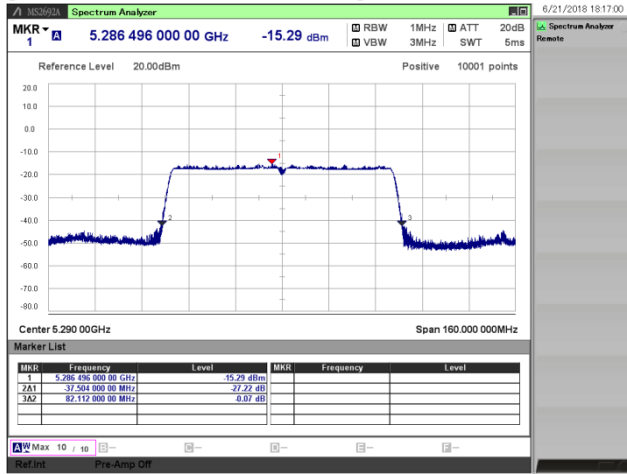 MS2692A Spectrum Analyzer
6/21/2018 18:17:00
MKR A 5.286 496 000 00 GHz -15.29 dBm M RBW 1MHz M ATT 20dB
1 M VBW 3MHz SWT 5ms
Spectrum Analyzer
Remote
Reference Level 20.00dBm Positive 10001 points
20.0
10.0
0.0
-10.0
1
-20.0
-30.0
-40.0
2 3
-50.0
-60.0
-70.0
-80.0
Center 5.290 00GHz Span 160.000 000MHz
Marker List
MKR Frequency Level MKR Frequency Level
1 5.286 496 000 00 GHz -15.29 dBm
2Δ1 -37.504 000 00 MHz -27.22 dB
3Δ2 82.112 000 00 MHz -0.07 dB
A W Max 10 / 10 B-- C-- D-- E-- F--
Ref.Int Pre-Amp Off